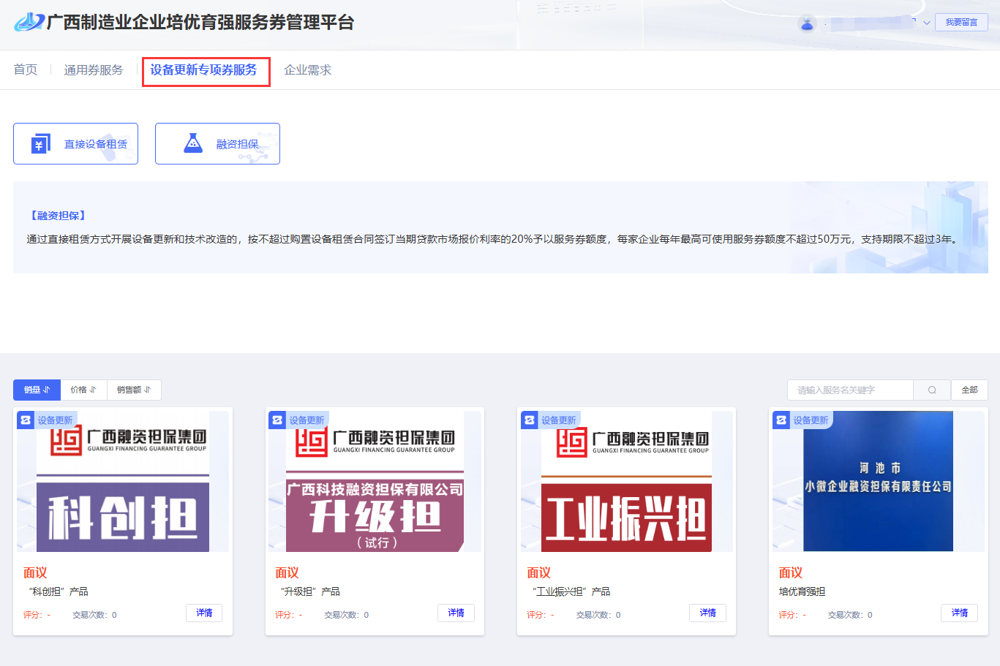 广西制造业企业培优育强服务券管理平台
我要留言
首页
通用券服务
设备更新专项券服务
企业需求
直接设备租赁
融资担保
【融资担保】
通过直接租赁方式开展设备更新和技术改造的，按不超过购置设备租赁合同签订当期贷款市场报价利率的20%予以服务券额度，每家企业每年最高可使用服务券额度不超过50万元，支持期限不超过3年。
销量
价格
销售额
请输入服务名关键字
全部
设备更新
广西融资担保集团
GUANGXI FINANCING GUARANTEE GROUP
科创担
面议
“科创担”产品
评分： -
交易次数： 0
详情
设备更新
广西融资担保集团
GUANGXI FINANCING GUARANTEE GROUP
广西科技融资担保有限公司
升级担
（试行）
面议
“升级担”产品
评分： -
交易次数： 0
详情
设备更新
广西融资担保集团
GUANGXI FINANCING GUARANTEE GROUP
工业振兴担
面议
“工业振兴担”产品
评分： -
交易次数： 0
详情
设备更新
河池市
小微企业融资担保有限责任公司
面议
培优育强担
评分： -
交易次数： 0
详情